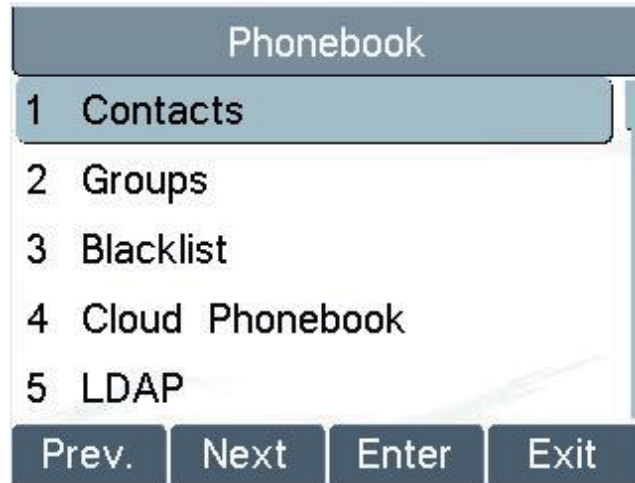 Phonebook
1 Contacts
2 Groups
3 Blacklist
4 Cloud Phonebook
5 LDAP
Prev. Next Enter Exit